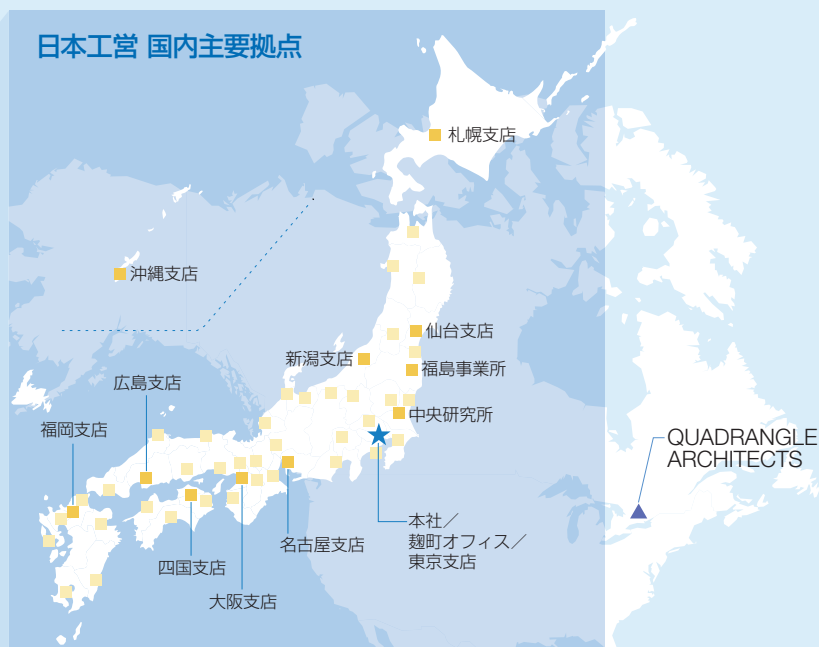 日本工営 国内主要拠点
札幌支店
沖縄支店
仙台支店
新潟支店
福島事業所
広島支店
中央研究所
福岡支店
QUADRANGLE
ARCHITECTS
本社／
麹町オフィス／
東京支店
名古屋支店
四国支店
大阪支店